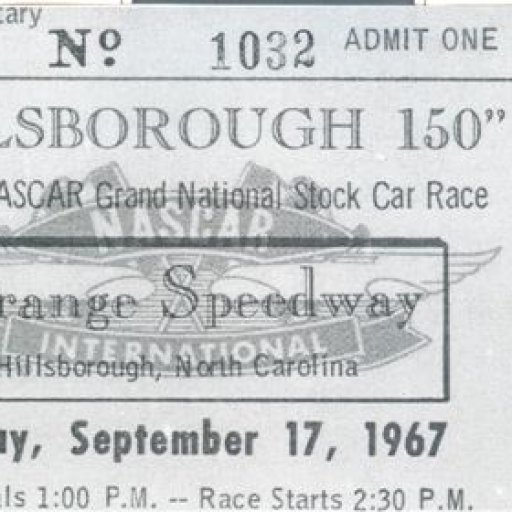 tary
Nº 1032 ADMIT ONE
LSBOROUGH 150”
ASCAR Grand National Stock Car Race
NASCAR
range Speedway
INTERNATIONAL
Hillsborough, North Carolina
ay, September 17, 1967
ls 1:00 P.M. -- Race Starts 2:30 P.M.